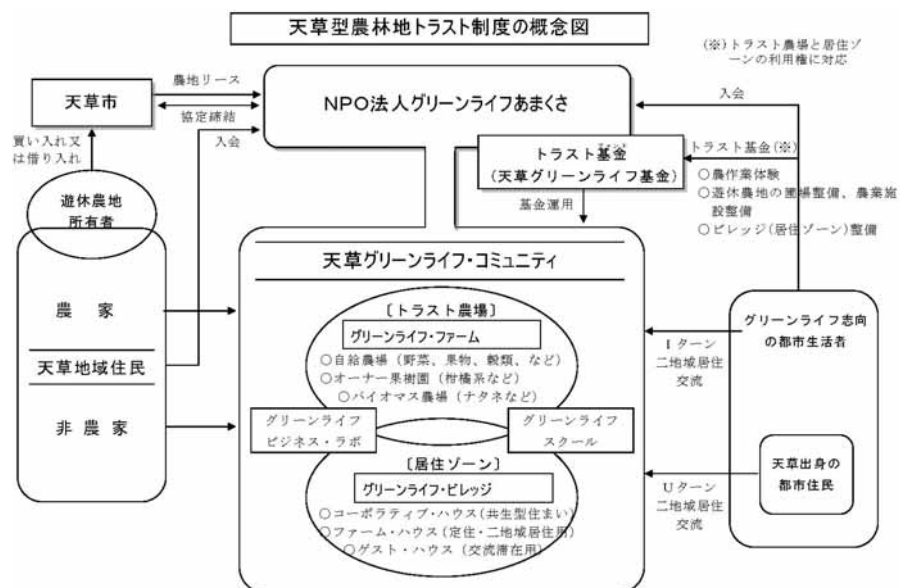 天草型農林地トラスト制度の概念図
(※)トラスト農場と居住ゾ
ーンの利用権に対応
農地リース
天草市
協定締結
入会
買い入れ又
は借り入れ
NPO法人グリーンライフあまくさ
入会
トラスト基金
(天草グリーンライフ基金)
トラスト基金(※)
○農作業体験
○遊休農地の圃場整備、農業施
設整備
○ビレッジ(居住ゾーン)整備
基金運用
遊休農地
所有者
農 家
天草地域住民
非農家
天草グリーンライフ・コミュニティ
〔トラスト農場〕
グリーンライフ・ファーム
○自給農場（野菜、果物、穀類、など）
○オーナー果樹園（柑橘系など）
○バイオマス農場（ナタネなど）
グリーンライフ
ビジネス・ラボ
グリーンライフ
スクール
〔居住ゾーン〕
グリーンライフ・ビレッジ
○コーポラティブ・ハウス(共生型住まい)
○ファーム・ハウス(定住・二地域居住用)
○ゲスト・ハウス(交流滞在用)
Iターン
二地域居住
交流
Uターン
二地域居住
交流
グリーンライフ志向
の都市生活者
天草出身の
都市住民